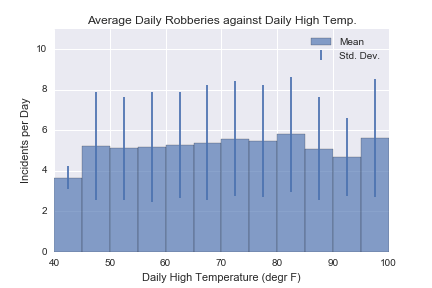 Average Daily Robberies against Daily High Temp.
Mean
Std. Dev.
10
8
6
4
2
0
Incidents per Day
40 50 60 70 80 90 100
Daily High Temperature (degr F)